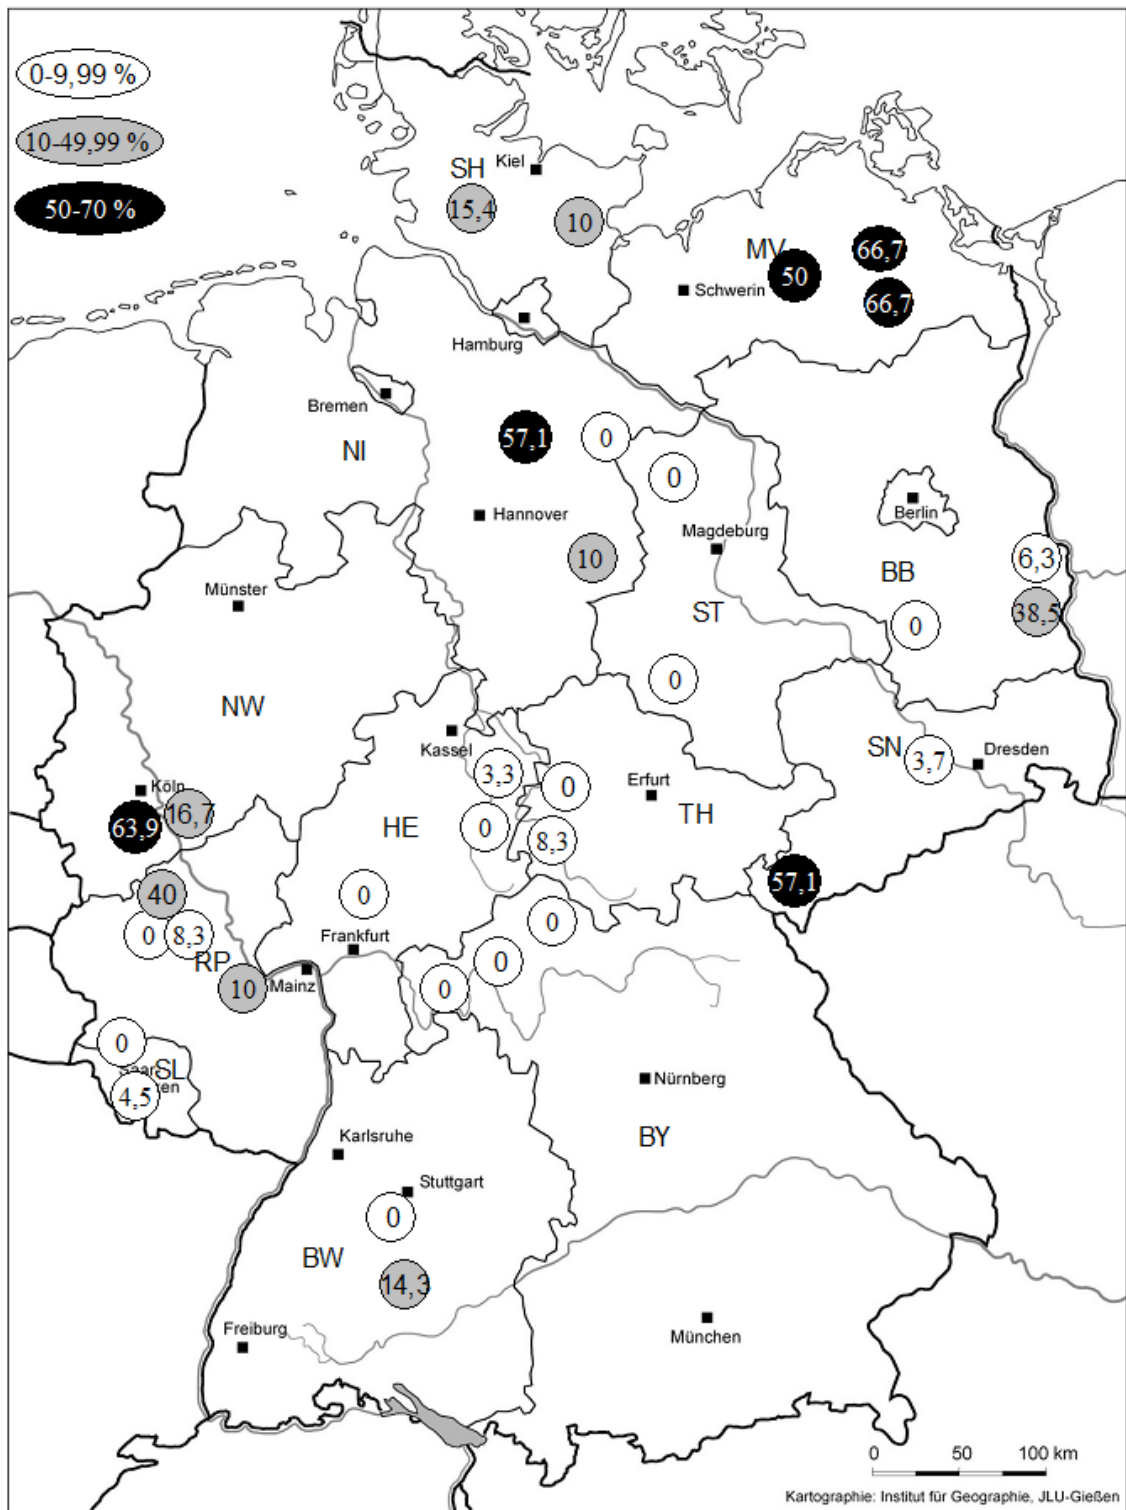 0-9,99 %
10-49,99 %
50-70 %
SH
Kiel
15,4
10
MV
66,7
50
Schwerin
66,7
Hamburg
Bremen
57,1
0
NI
0
Hannover
Berlin
Magdeburg
10
6,3
BB
Münster
38,5
ST
0
0
NW
Kassel
SN
Dresden
3,7
3,3
0
Erfurt
Köln
16,7
TH
63,9
HE
0
8,3
57,1
40
0
0
0
8,3
Frankfurt
RP
0
Mainz
10
0
0
Saar
SL
4,5
Nürnberg
BY
Karlsruhe
Stuttgart
0
BW
14,3
Freiburg
München
0 50 100 km
Kartographie: Institut für Geographie, JLU-Gießen